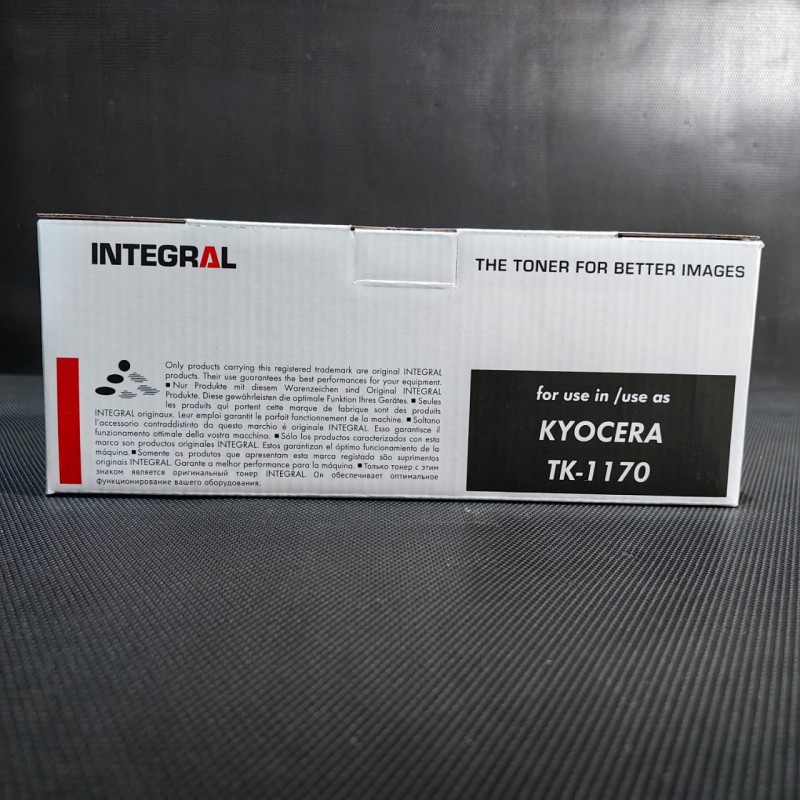 INTEGRAL
THE TONER FOR BETTER IMAGES
Only products carrying this registered trademark are original INTEGRAL
products. Their use guarantees the best performances for your equipment.
■ Nur Produkte mit diesem Warenzeichen sind Original INTEGRAL
Produkte. Diese gewährleisten die optimale Funktion Ihres Gerätes. ■ Seules
les produits qui portent cette marque de fabrique sont des produits
INTEGRAL originaux. Leur emploi garantit le parfait fonctionnement de la machine. ■ Soltano
l'accessorio contraddistinto da questo marchio é originale INTEGRAL. Esso garantisce il
funzionamento ottimale della vostra macchina. ■ Sólo los productos caracterizados con esta
marca son productos originales INTEGRAL. Estos garantizan el óptimo funcionamiento de la
máquina. ■ Somente os produtos que apresentam esta marca registada são suprimentos
originais INTEGRAL. Garante a melhor performance para la máquina. ■ Только тонер с этим
знаком является оригинальный тонер INTEGRAL. Он обеспечивает оптимальное
функционирование вашего оборудования.
for use in /use as
KYOCERA
TK-1170